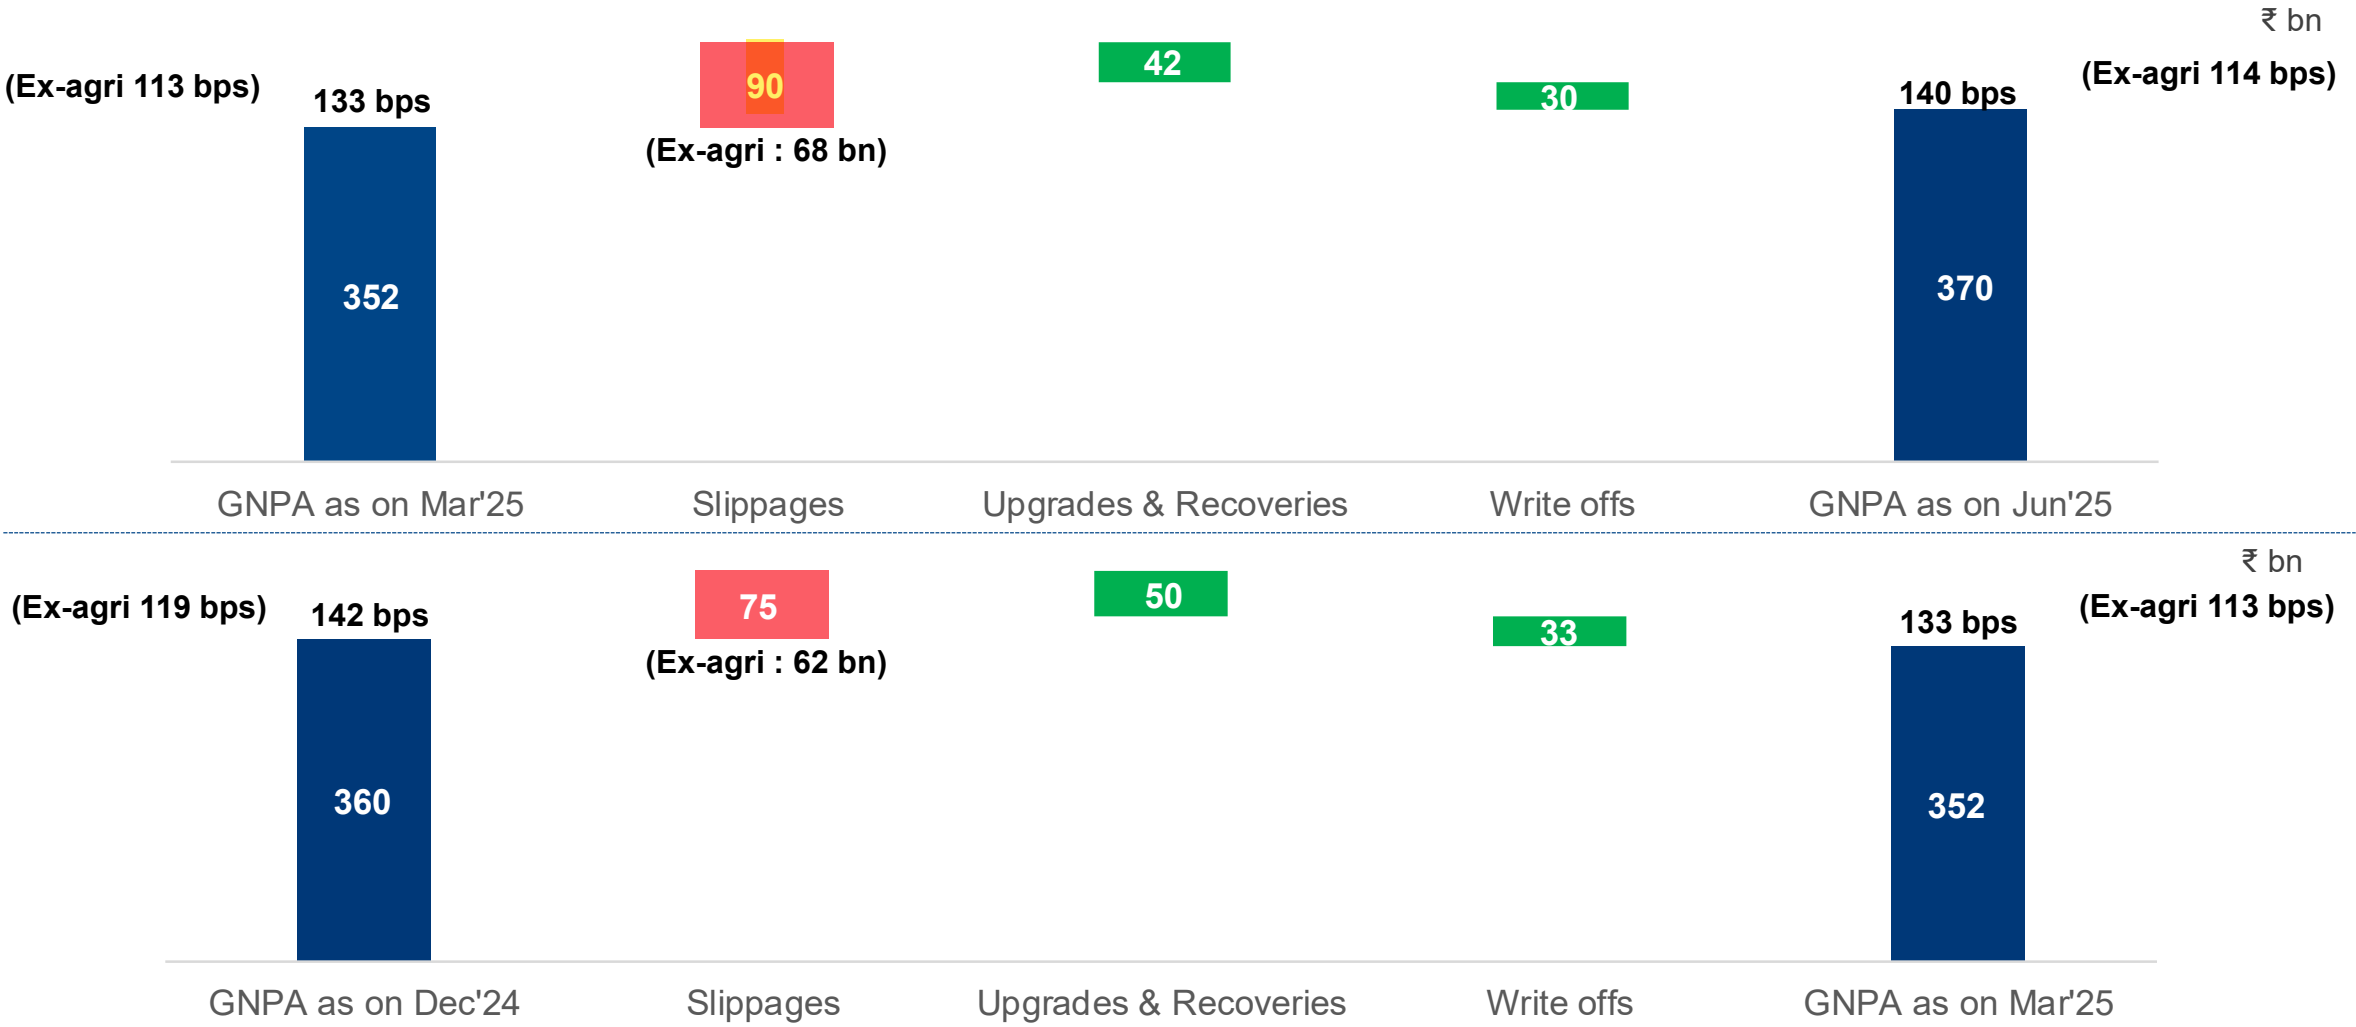 ₹ bn
(Ex-agri 113 bps)
133 bps
90
(Ex-agri : 68 bn)
42
30
140 bps
(Ex-agri 114 bps)
352
370
GNPA as on Mar'25
Slippages
Upgrades & Recoveries
Write offs
GNPA as on Jun'25
₹ bn
(Ex-agri 119 bps)
142 bps
75
(Ex-agri : 62 bn)
50
33
133 bps
(Ex-agri 113 bps)
360
352
GNPA as on Dec'24
Slippages
Upgrades & Recoveries
Write offs
GNPA as on Mar'25